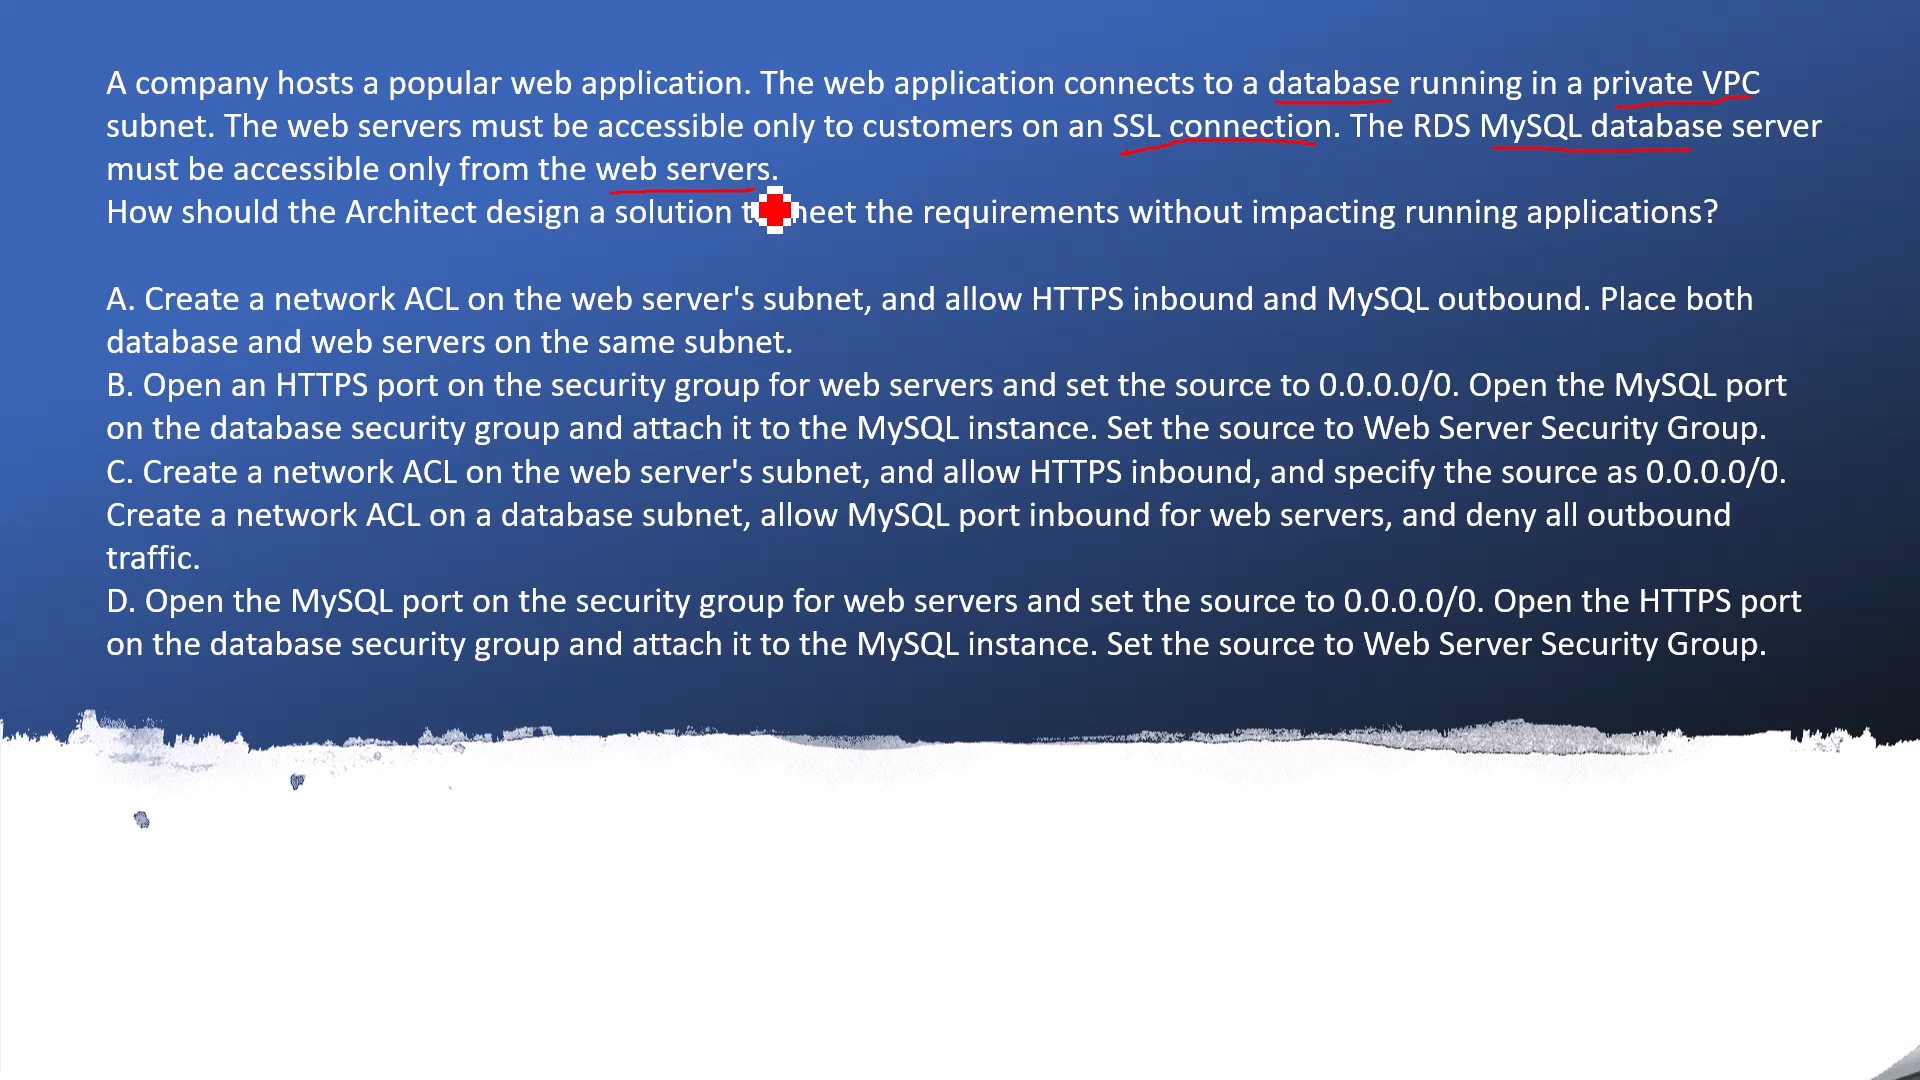 A company hosts a popular web application. The web application connects to a database running in a private VPC
subnet. The web servers must be accessible only to customers on an SSL connection. The RDS MySQL database server
must be accessible only from the web servers.
How should the Architect design a solution meet the requirements without impacting running applications?
A. Create a network ACL on the web server's subnet, and allow HTTPS inbound and MySQL outbound. Place both
database and web servers on the same subnet.
B. Open an HTTPS port on the security group for web servers and set the source to 0.0.0.0/0. Open the MySQL port
on the database security group and attach it to the MySQL instance. Set the source to Web Server Security Group.
C. Create a network ACL on the web server's subnet, and allow HTTPS inbound, and specify the source as 0.0.0.0/0.
Create a network ACL on a database subnet, allow MySQL port inbound for web servers, and deny all outbound
traffic.
D. Open the MySQL port on the security group for web servers and set the source to 0.0.0.0/0. Open the HTTPS port
on the database security group and attach it to the MySQL instance. Set the source to Web Server Security Group.